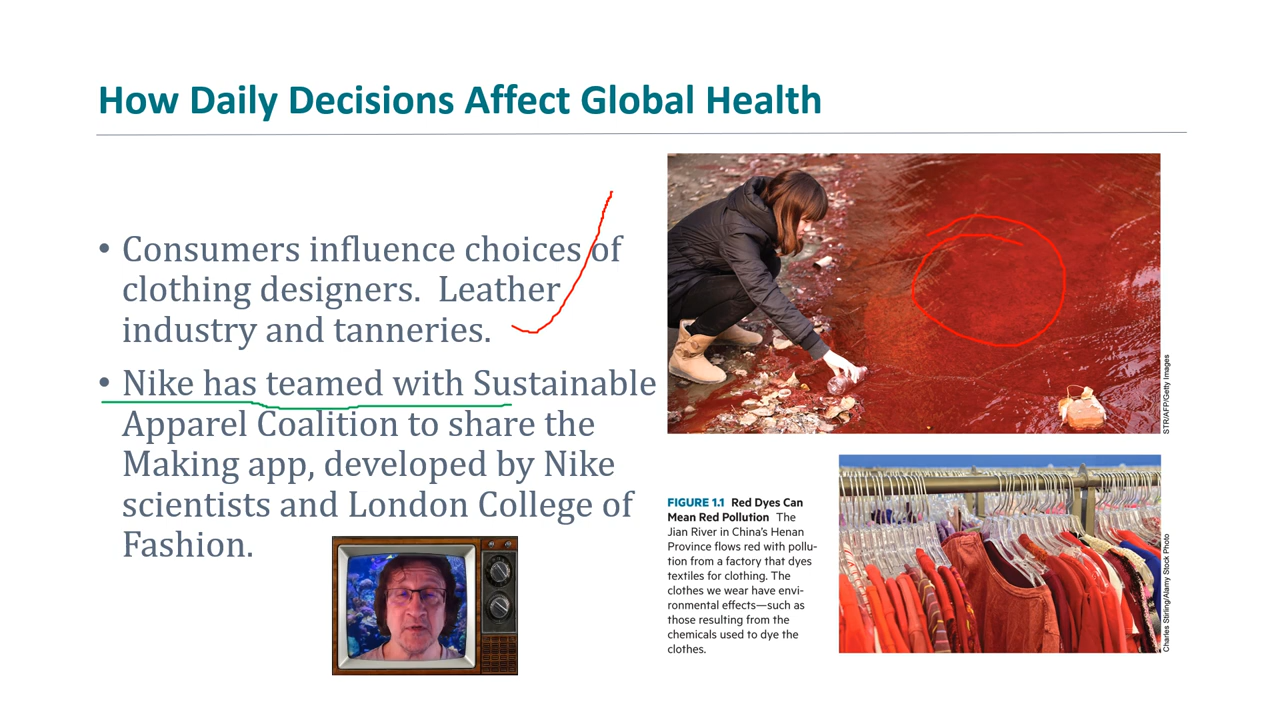 How Daily Decisions Affect Global Health
• Consumers influence choices of
clothing designers.  Leather
industry and tanneries.
• Nike has teamed with Sustainable
Apparel Coalition to share the
Making app, developed by Nike
scientists and London College of
Fashion.
STR/AFP/Getty Images
FIGURE 1.1 Red Dyes Can
Mean Red Pollution The
Jian River in China's Henan
Province flows red with pollu-
tion from a factory that dyes
textiles for clothing. The
clothes we wear have envi-
ronmental effects—such as
those resulting from the
chemicals used to dye the
clothes.
Charles Stirling/Alamy Stock Photo